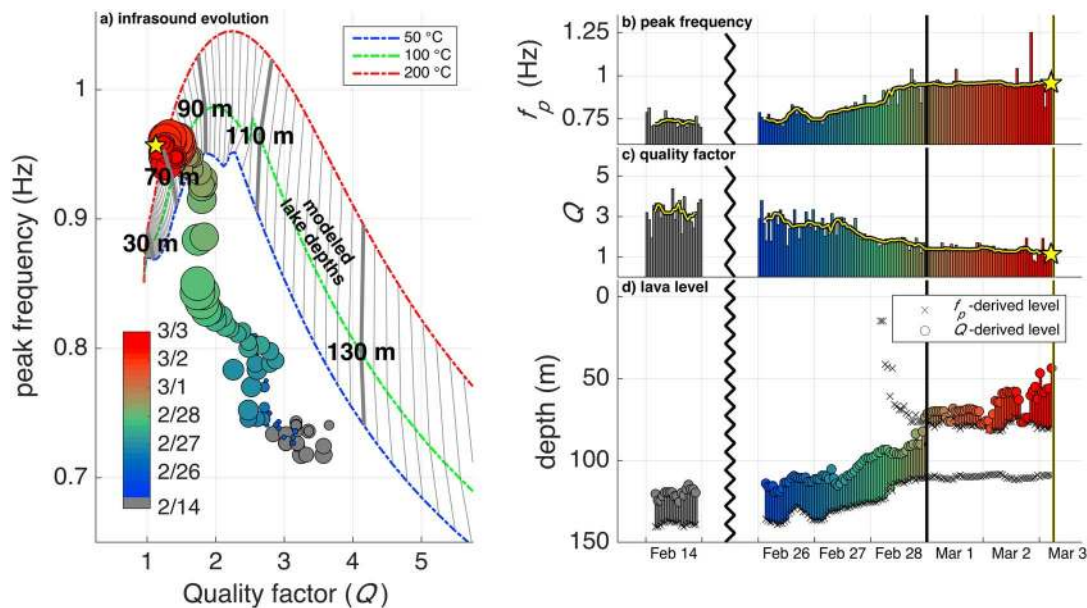 a) infrasound evolution
50 °C
100 °C
200 °C
90 m
110 m
70 m
30 m
modeled
lake depths
130 m
1
0.9
0.8
0.7
peak frequency (Hz)
3/3
3/2
3/1
2/28
2/27
2/26
2/14
1 2 3 4 5
Quality factor (Q)
b) peak frequency
1.25
1
0.75
fp (Hz)
c) quality factor
5
3
1
Q
d) lava level
fp-derived level
Q-derived level
0
50
100
150
depth (m)
Feb 14 Feb 26 Feb 27 Feb 28 Mar 1 Mar 2 Mar 3